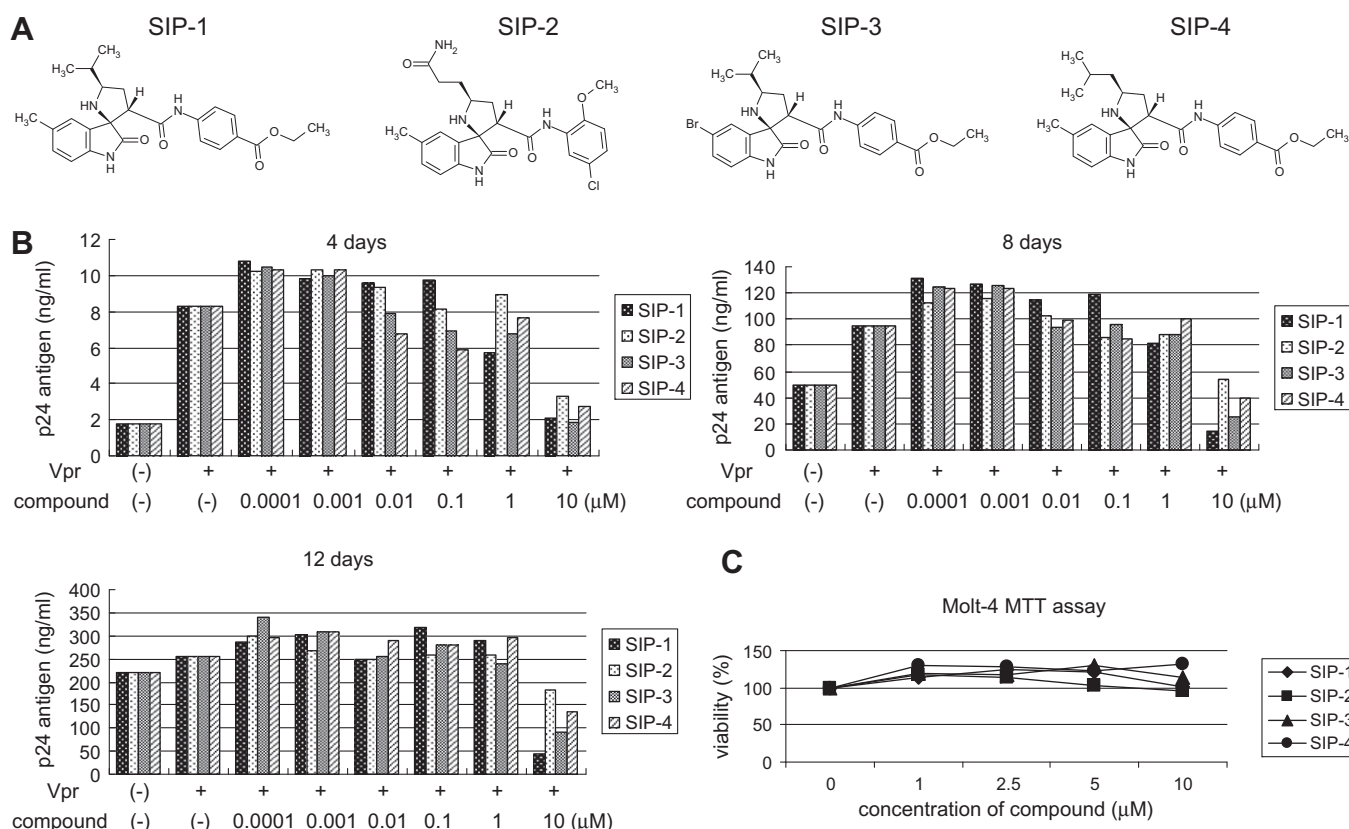 A
SIP-1
SIP-2
SIP-3
SIP-4
H₃C
CH₃
HN
H
H₃C
H
N
O
N
H
O
O
O
CH₃
NH₂
O
HN
H
H₃C
H
N
O
CH₃
O
N
H
O
Cl
H₃C
CH₃
HN
H
Br
H
N
O
N
H
O
O
O
CH₃
CH₃
H₃C
HN
H
H₃C
H
N
O
N
H
O
O
O
CH₃
B
4 days
p24 antigen (ng/ml)
12
10
8
6
4
2
0
SIP-1
SIP-2
SIP-3
SIP-4
Vpr (-) + + + + + + +
compound (-) (-) 0.0001 0.001 0.01 0.1 1 10 (μM)
8 days
p24 antigen (ng/ml)
140
120
100
80
60
40
20
0
SIP-1
SIP-2
SIP-3
SIP-4
Vpr (-) + + + + + + +
compound (-) (-) 0.0001 0.001 0.01 0.1 1 10 (μM)
12 days
p24 antigen (ng/ml)
400
350
300
250
200
150
100
50
0
SIP-1
SIP-2
SIP-3
SIP-4
Vpr (-) + + + + + + +
compound (-) (-) 0.0001 0.001 0.01 0.1 1 10 (μM)
C
Molt-4 MTT assay
viability (%)
150
100
50
0
0 1 2.5 5 10
concentration of compound (μM)
SIP-1
SIP-2
SIP-3
SIP-4